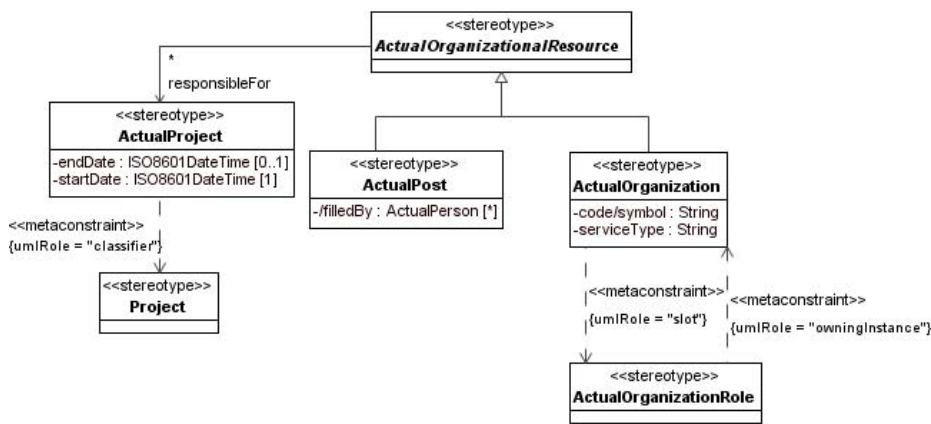 <<stereotype>>
ActualOrganizationalResource
*
responsibleFor
<<stereotype>>
ActualProject
-endDate : ISO8601DateTime [0..1]
-startDate : ISO8601DateTime [1]
<<stereotype>>
ActualPost
-/filledBy : ActualPerson [*]
<<stereotype>>
ActualOrganization
-code/symbol : String
-serviceType : String
<<metaconstraint>>
{umlRole = "classifier"}
<<stereotype>>
Project
<<metaconstraint>>
{umlRole = "slot"}
<<metaconstraint>>
{umlRole = "owningInstance"}
<<stereotype>>
ActualOrganizationRole